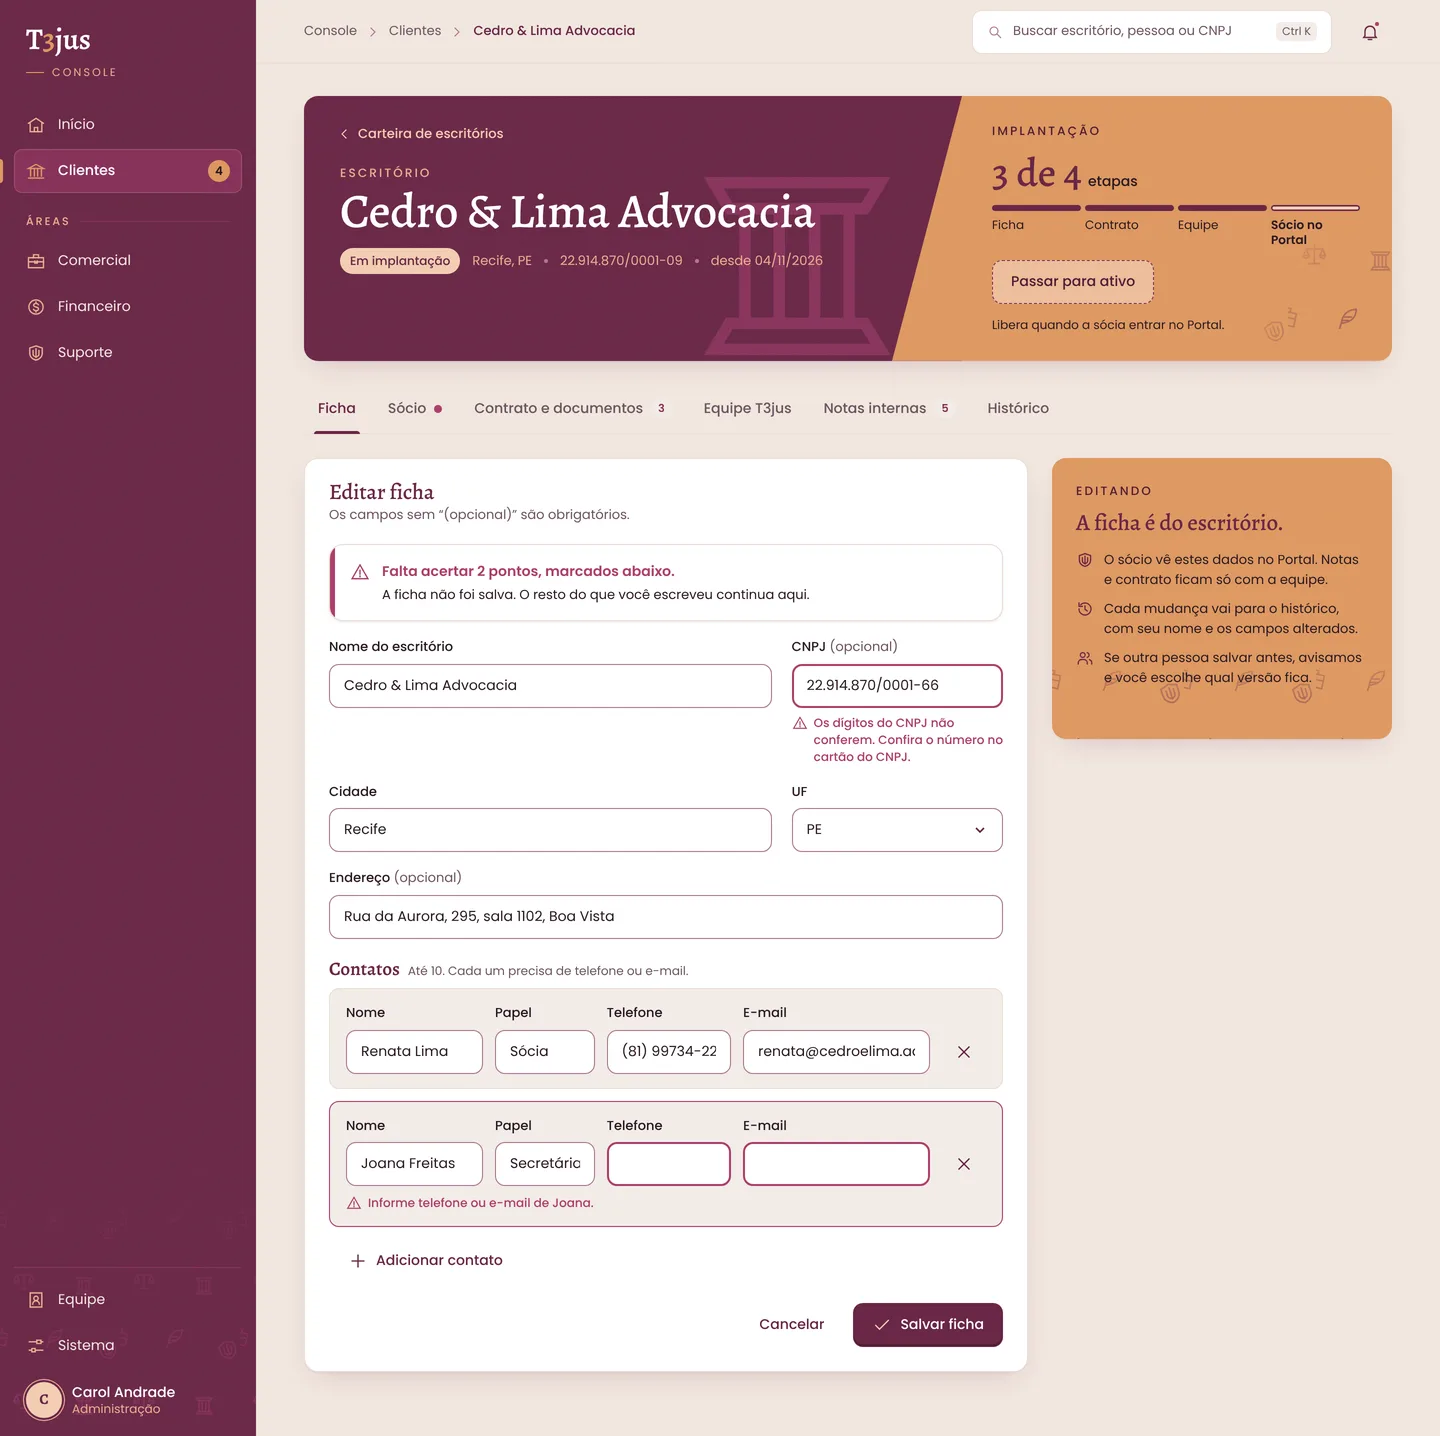 T3jus
CONSOLE
Início
Clientes
4
ÁREAS
Comercial
Financeiro
Suporte
Equipe
Sistema
C
Carol Andrade
Administração
Console
Clientes
Cedro & Lima Advocacia
Buscar escritório, pessoa ou CNPJ
Ctrl K
Carteira de escritórios
ESCRITÓRIO
Cedro & Lima Advocacia
Em implantação
Recife, PE • 22.914.870/0001-09 • desde 04/11/2026
IMPLANTAÇÃO
3 de 4 etapas
Ficha
Contrato
Equipe
Sócio no
Portal
Passar para ativo
Libera quando a sócia entrar no Portal.
Ficha
Sócio
Contrato e documentos 3
Equipe T3jus
Notas internas 5
Histórico
Editar ficha
Os campos sem “(opcional)” são obrigatórios.
Falta acertar 2 pontos, marcados abaixo.
A ficha não foi salva. O resto do que você escreveu continua aqui.
Nome do escritório
Cedro & Lima Advocacia
CNPJ (opcional)
22.914.870/0001-66
Os dígitos do CNPJ não
conferem. Confira o número no
cartão do CNPJ.
Cidade
Recife
UF
PE
Endereço (opcional)
Rua da Aurora, 295, sala 1102, Boa Vista
Contatos Até 10. Cada um precisa de telefone ou e-mail.
Nome
Papel
Telefone
E-mail
Renata Lima
Sócia
(81) 99734-22
renata@cedroelima.ad
Nome
Papel
Telefone
E-mail
Joana Freitas
Secretária
Informe telefone ou e-mail de Joana.
Adicionar contato
Cancelar
Salvar ficha
EDITANDO
A ficha é do escritório.
O sócio vê estes dados no Portal. Notas
e contrato ficam só com a equipe.
Cada mudança vai para o histórico,
com seu nome e os campos alterados.
Se outra pessoa salvar antes, avisamos
e você escolhe qual versão fica.